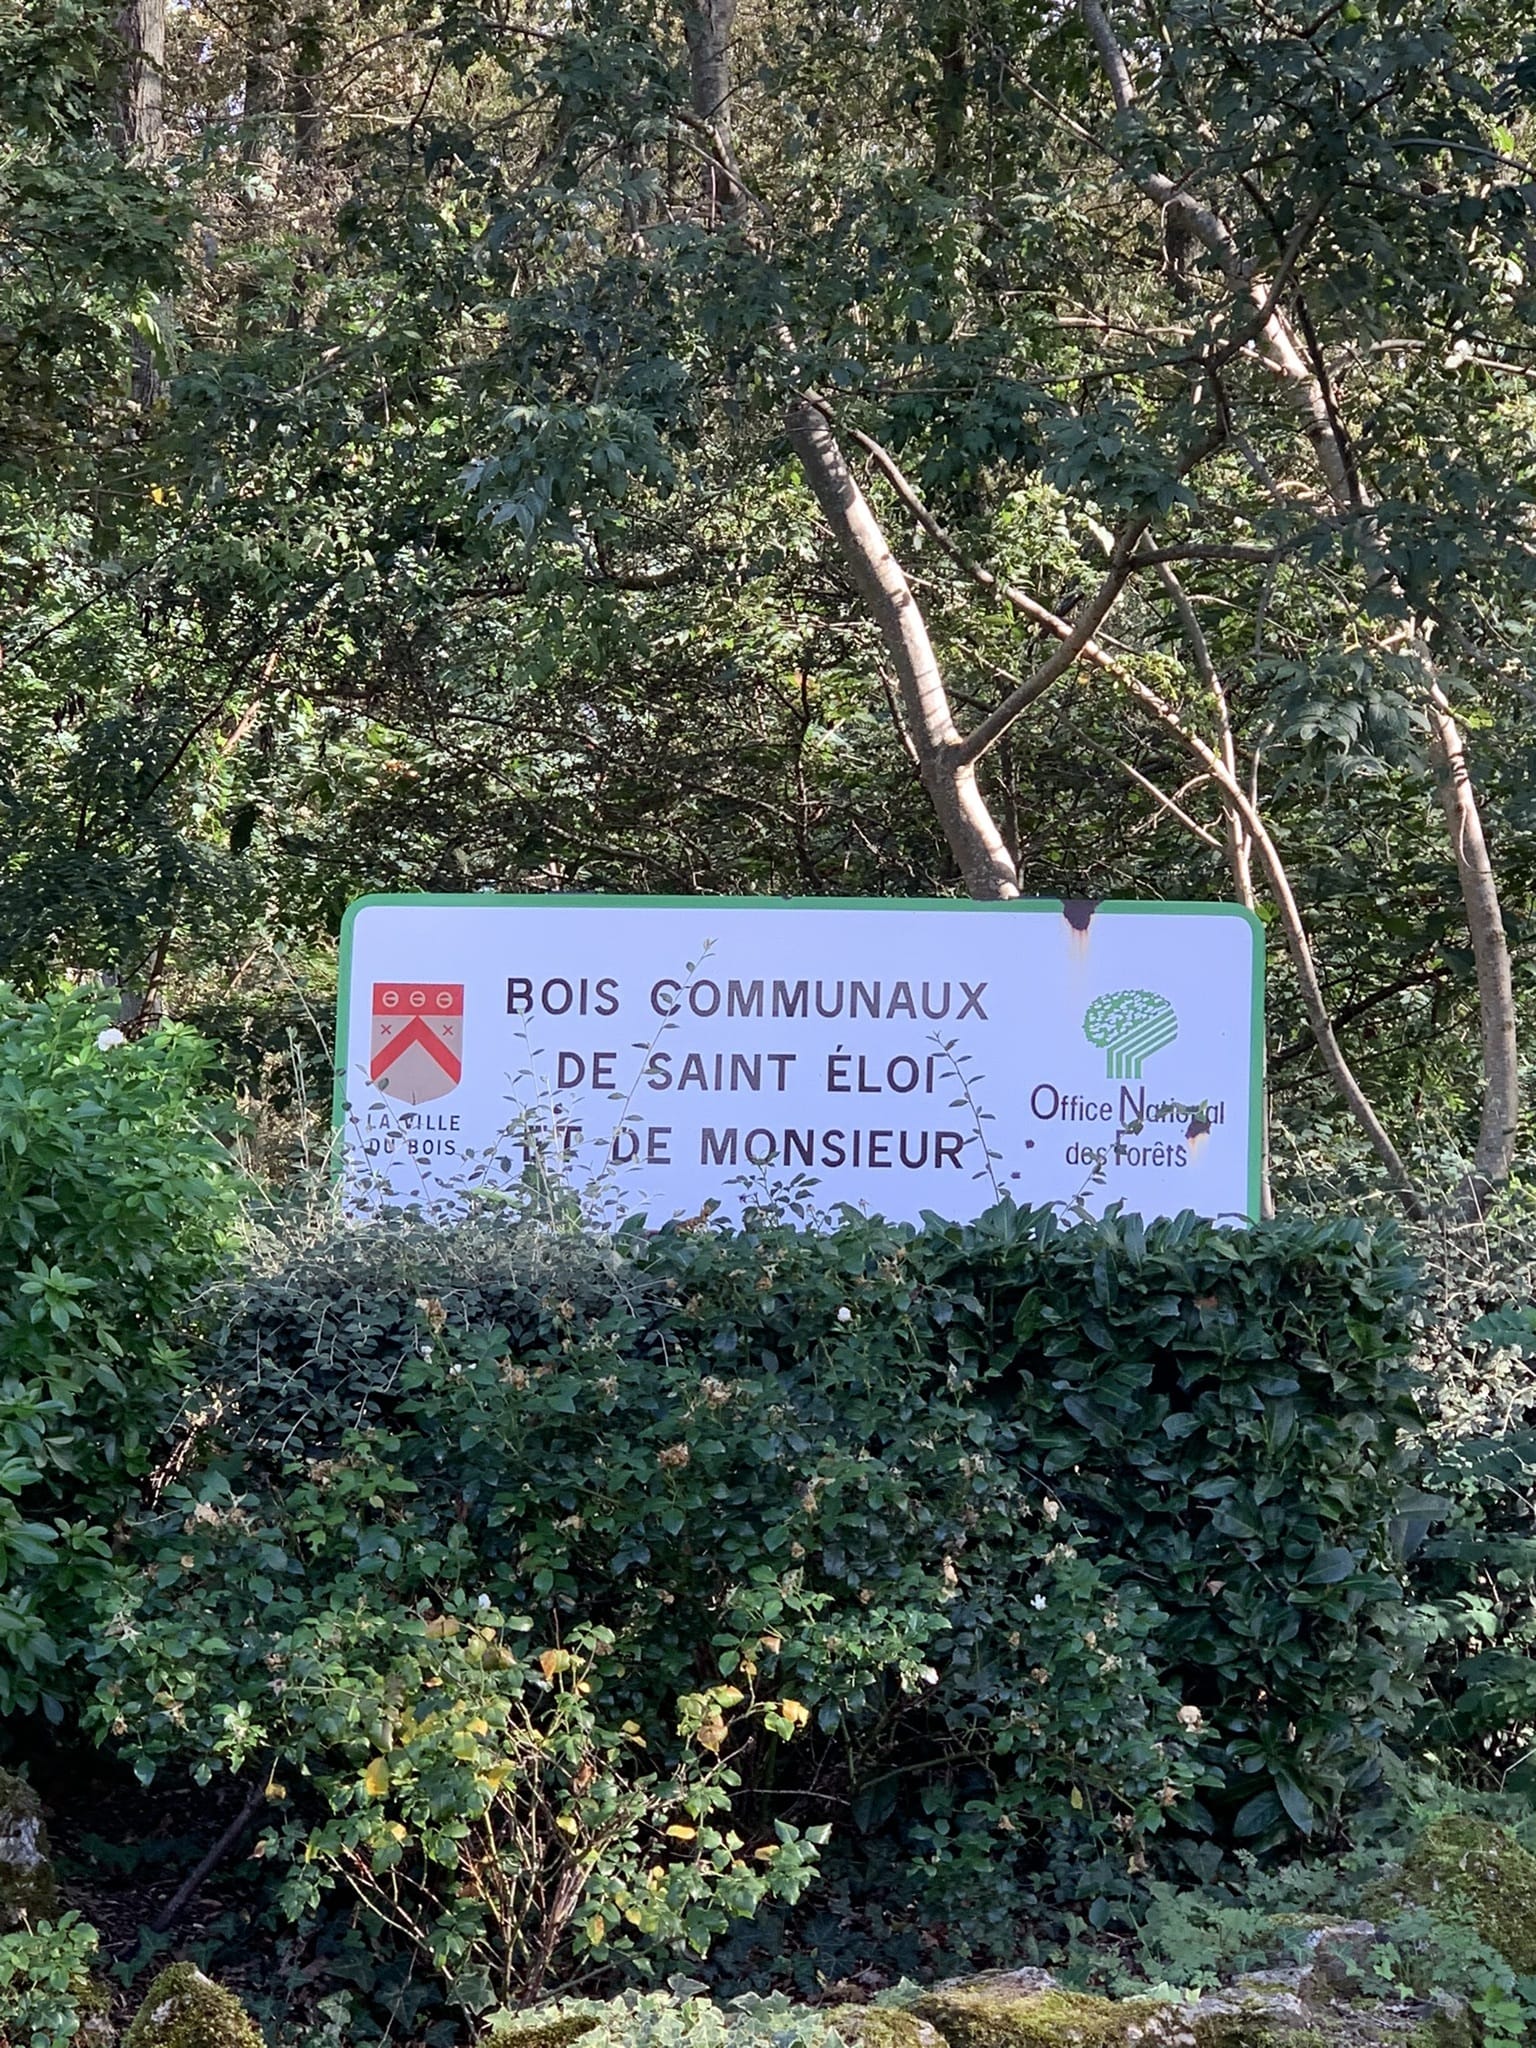 BOIS COMMUNAUX
DE SAINT ÉLOI
ET DE MONSIEUR
LA VILLE
DU BOIS
Office National
des Forêts